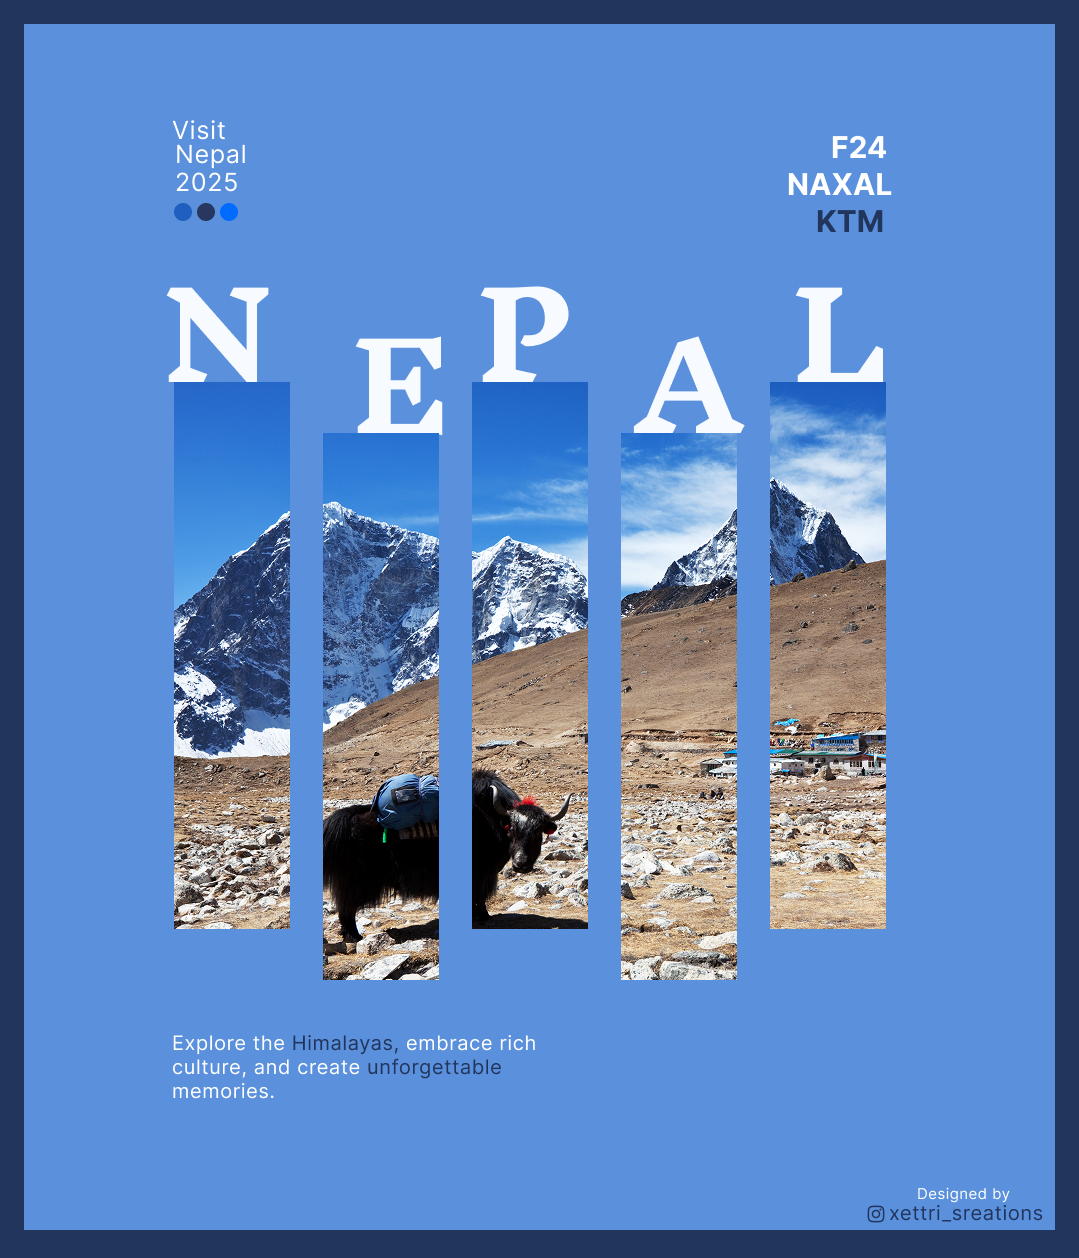 Visit
Nepal
2025
F24
NAXAL
KTM
NEPAL
Explore the Himalayas, embrace rich
culture, and create unforgettable
memories.
Designed by
xettri_sreations